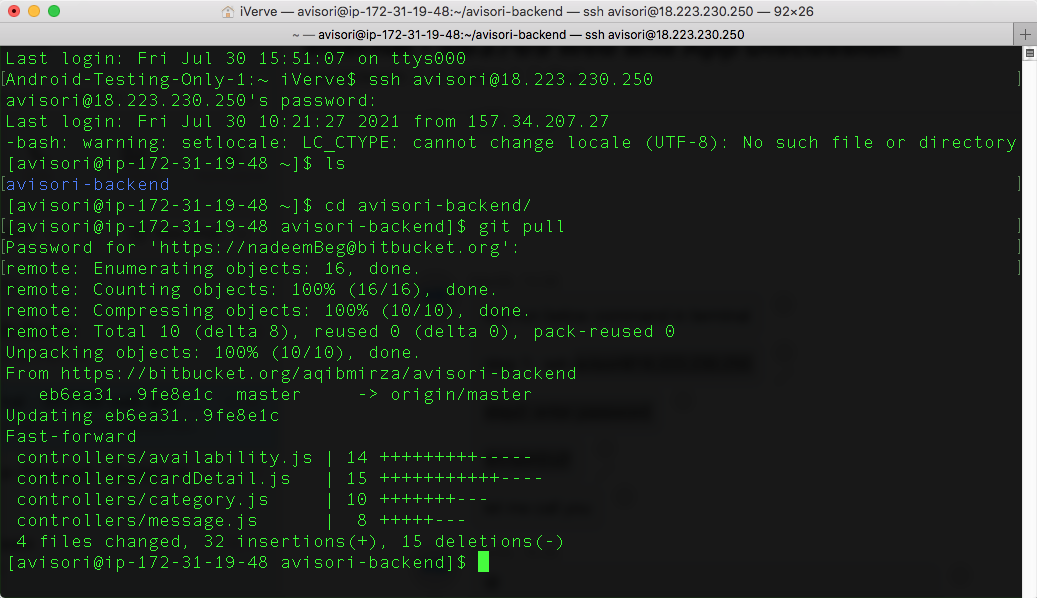 iVerve — avisori@ip-172-31-19-48:~/avisori-backend — ssh avisori@18.223.230.250 — 92×26
~ — avisori@ip-172-31-19-48:~/avisori-backend — ssh avisori@18.223.230.250
+
Last login: Fri Jul 30 15:51:07 on ttys000
[Android-Testing-Only-1:~ iVerve$ ssh avisori@18.223.230.250 ]
avisori@18.223.230.250's password:
Last login: Fri Jul 30 10:21:27 2021 from 157.34.207.27
-bash: warning: setlocale: LC_CTYPE: cannot change locale (UTF-8): No such file or directory
[avisori@ip-172-31-19-48 ~]$ ls
[avisori-backend ]
[avisori@ip-172-31-19-48 ~]$ cd avisori-backend/
[[avisori@ip-172-31-19-48 avisori-backend]$ git pull ]
[Password for 'https://nadeemBeg@bitbucket.org': ]
[remote: Enumerating objects: 16, done. ]
remote: Counting objects: 100% (16/16), done.
remote: Compressing objects: 100% (10/10), done.
remote: Total 10 (delta 8), reused 0 (delta 0), pack-reused 0
Unpacking objects: 100% (10/10), done.
From https://bitbucket.org/aqibmirza/avisori-backend
   eb6ea31..9fe8e1c  master     -> origin/master
Updating eb6ea31..9fe8e1c
Fast-forward
 controllers/availability.js | 14 +++++++++-----
 controllers/cardDetail.js   | 15 +++++++++++----
 controllers/category.js     | 10 +++++++---
 controllers/message.js      |  8 +++++---
 4 files changed, 32 insertions(+), 15 deletions(-)
[avisori@ip-172-31-19-48 avisori-backend]$